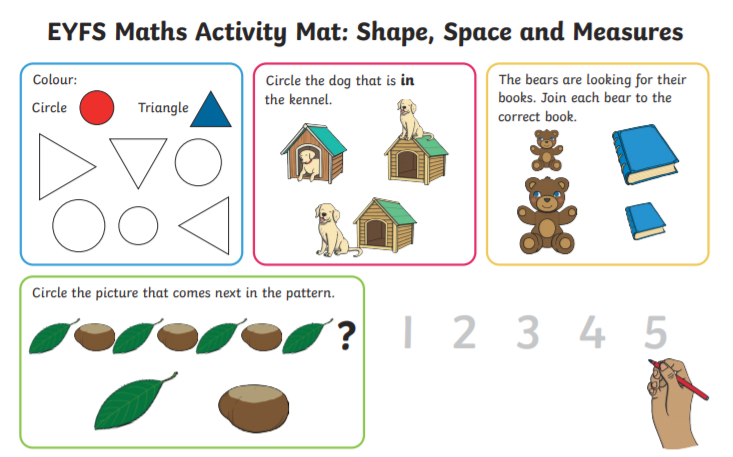 EYFS Maths Activity Mat: Shape, Space and Measures
Colour:
Circle
Triangle
Circle the dog that is in
the kennel.
The bears are looking for their
books. Join each bear to the
correct book.
Circle the picture that comes next in the pattern.
?
1 2 3 4 5